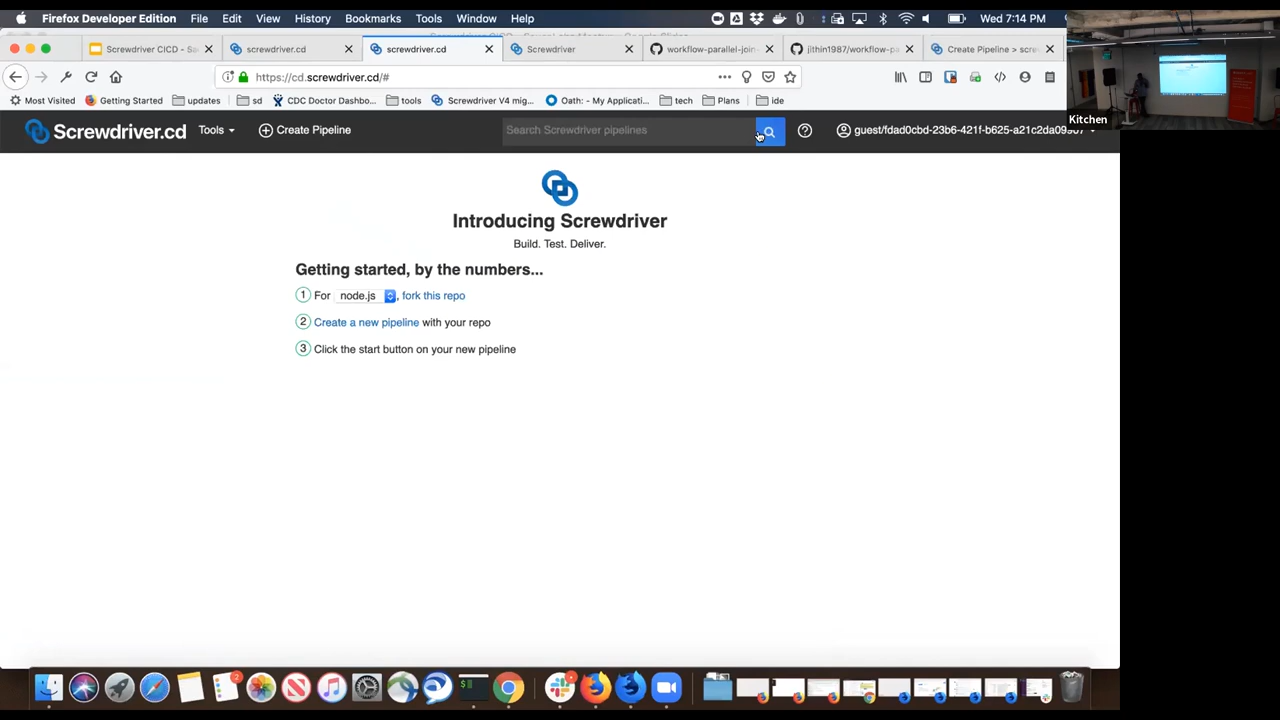 Firefox Developer Edition File Edit View History Bookmarks Tools Window Help Wed 7:14 PM
Screwdriver CICD - Sa screwdriver.cd screwdriver.cd Screwdriver workflow-parallel-join- jithin1987/workflow-pa Create Pipeline > screw
https://cd.screwdriver.cd/#
Most Visited Getting Started updates sd CDC Doctor Dashbo... tools Screwdriver V4 mig... Oath: - My Applicati... tech Plans ide
Kitchen
Screwdriver.cd Tools Create Pipeline Search Screwdriver pipelines guest/fdad0cbd-23b6-421f-b625-a21c2da09907
Introducing Screwdriver
Build. Test. Deliver.
Getting started, by the numbers...
1 For node.js , fork this repo
2 Create a new pipeline with your repo
3 Click the start button on your new pipeline